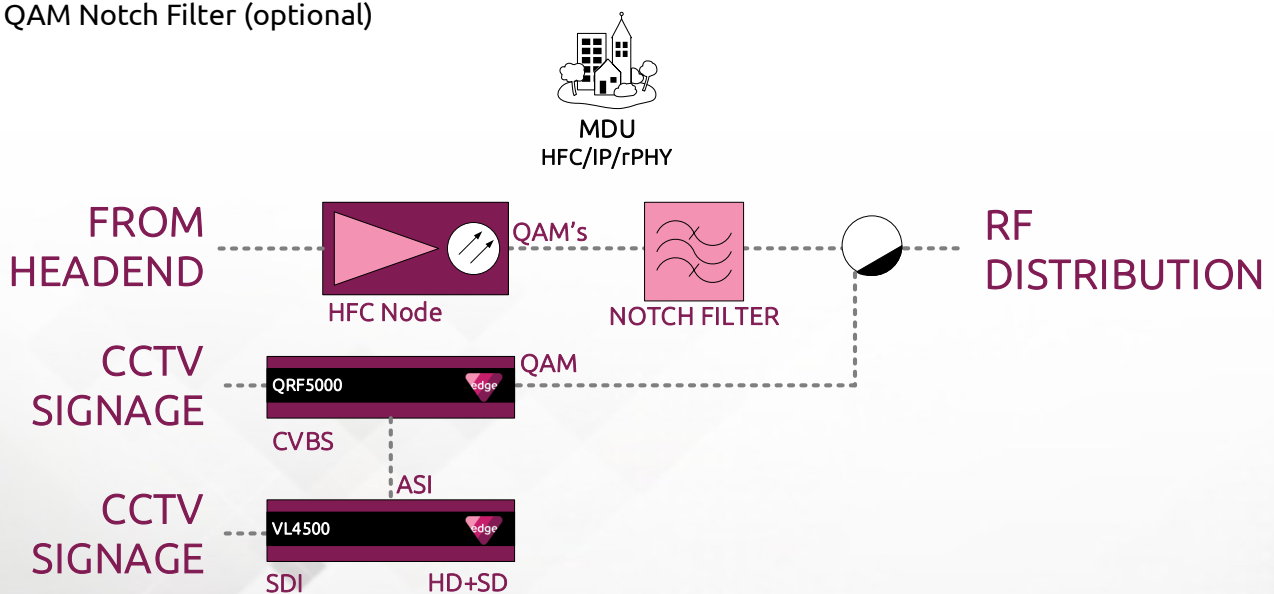 QAM Notch Filter (optional)
MDU
HFC/IP/rPHY
FROM
HEADEND
QAM's
HFC Node
NOTCH FILTER
RF
DISTRIBUTION
CCTV
SIGNAGE
QRF5000
edge
QAM
CVBS
ASI
CCTV
SIGNAGE
VL4500
edge
SDI
HD+SD